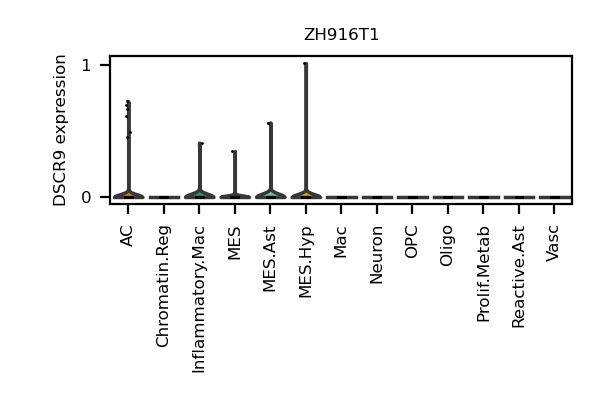 ZH916T1
DSCR9 expression
1
0
AC
Chromatin.Reg
Inflammatory.Mac
MES
MES.Ast
MES.Hyp
Mac
Neuron
OPC
Oligo
Prolif.Metab
Reactive.Ast
Vasc